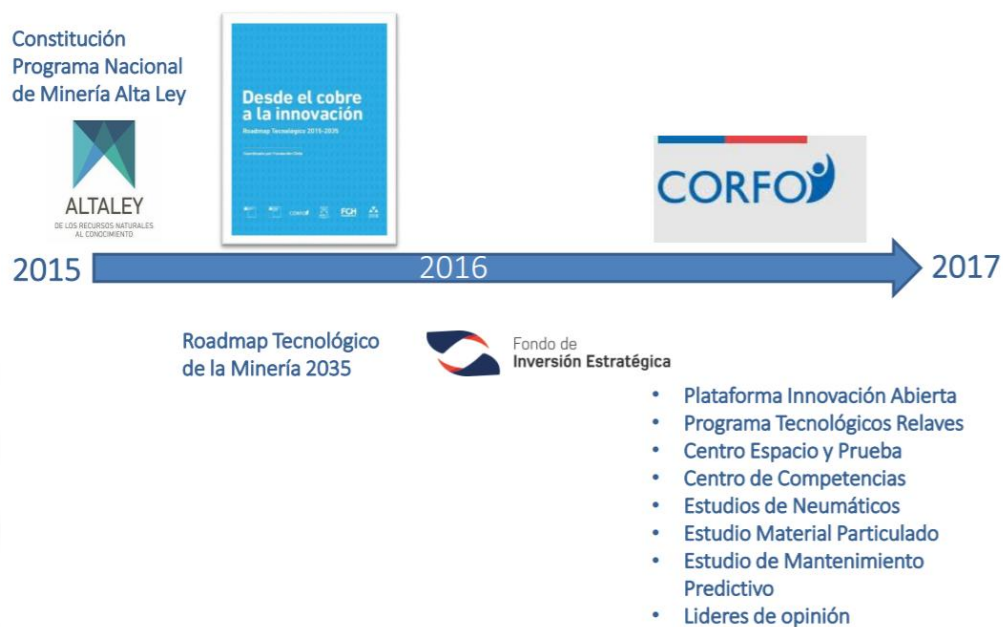 Constitución
Programa Nacional
de Minería Alta Ley
ALTALEY
DE LOS RECURSOS NATURALES
AL CONOCIMIENTO
Desde el cobre
a la innovación
Roadmap Tecnológico 2015-2035
CORFO
FCH
CORFO
2015
2016
2017
Roadmap Tecnológico
de la Minería 2035
Fondo de
Inversión Estratégica
• Plataforma Innovación Abierta
• Programa Tecnológicos Relaves
• Centro Espacio y Prueba
• Centro de Competencias
• Estudios de Neumáticos
• Estudio Material Particulado
• Estudio de Mantenimiento
Predictivo
• Lideres de opinión